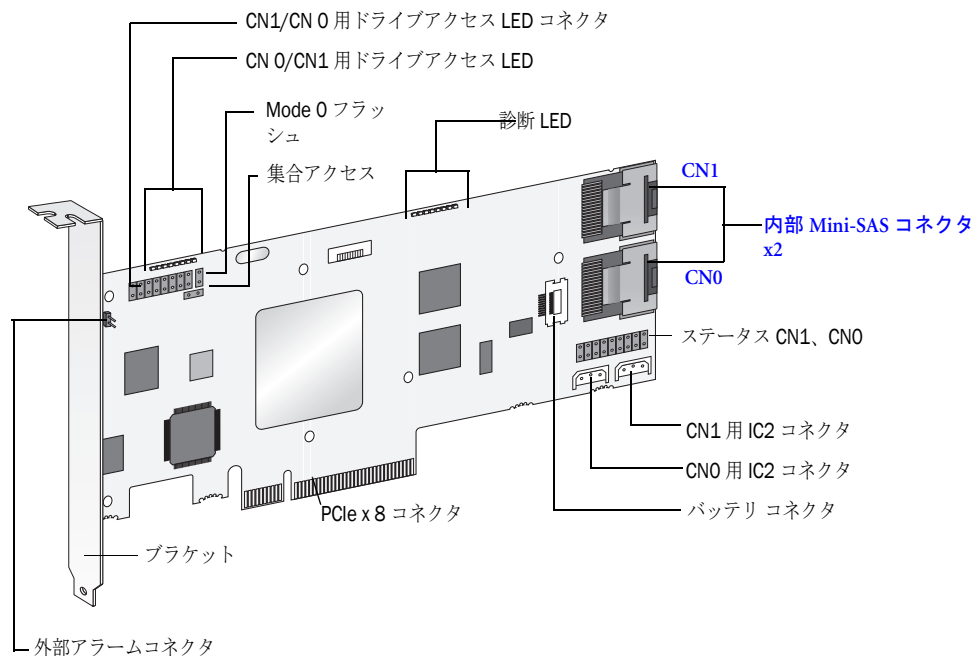 CN1/CN 0 用ドライブアクセス LED コネクタ
CN 0/CN1 用ドライブアクセス LED
Mode 0 フラッ
シュ
集合アクセス
診断 LED
CN1
内部 Mini-SAS コネクタ
x2
CN0
ステータス CN1、CN0
CN1 用 IC2 コネクタ
CN0 用 IC2 コネクタ
バッテリ コネクタ
PCIe x 8 コネクタ
ブラケット
外部アラームコネクタ